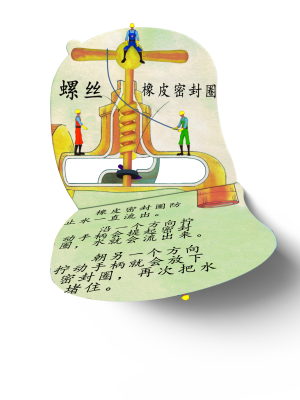 螺丝
橡皮密封圈
橡皮密封圈防
止水一直流出。
沿一个方向拧
动手柄会提起密封
圈，水就会流出来。
朝另一个方向
拧动手柄就会放下
密封圈，再次把水
堵住。